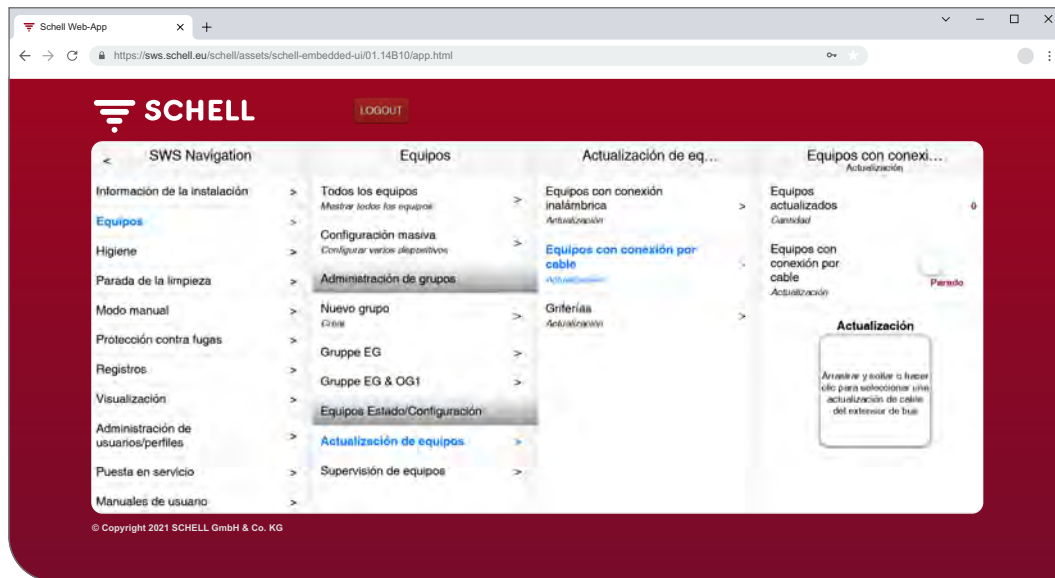 Schell Web-App
https://sws.schell.eu/schell/assets/schell-embedded-ui/01.14B10/app.html
SCHELL
LOGOUT
< SWS Navigation
Información de la instalación >
Equipos >
Higiene >
Parada de la limpieza >
Modo manual >
Protección contra fugas >
Registros >
Visualización >
Administración de
usuarios/perfiles >
Puesta en servicio >
Manuales de usuario >
Equipos
Todos los equipos >
Mostrar todos los equipos
Configuración masiva >
Configurar varios dispositivos
Administración de grupos
Nuevo grupo >
Crear
Gruppe EG >
Gruppe EG & OG1 >
Equipos Estado/Configuración
Actualización de equipos >
Supervisión de equipos >
Actualización de eq...
Equipos con conexión
inalámbrica >
Actualización
Equipos con conexión por
cable >
Actualización
Griferías >
Actualización
Equipos con conexi...
Actualización
Equipos
actualizados 0
Cantidad
Equipos con
conexión por
cable
Parado
Actualización
Actualización
Arrastrar y soltar o hacer
clic para seleccionar una
actualización de cable
del extensor de bus
© Copyright 2021 SCHELL GmbH & Co. KG